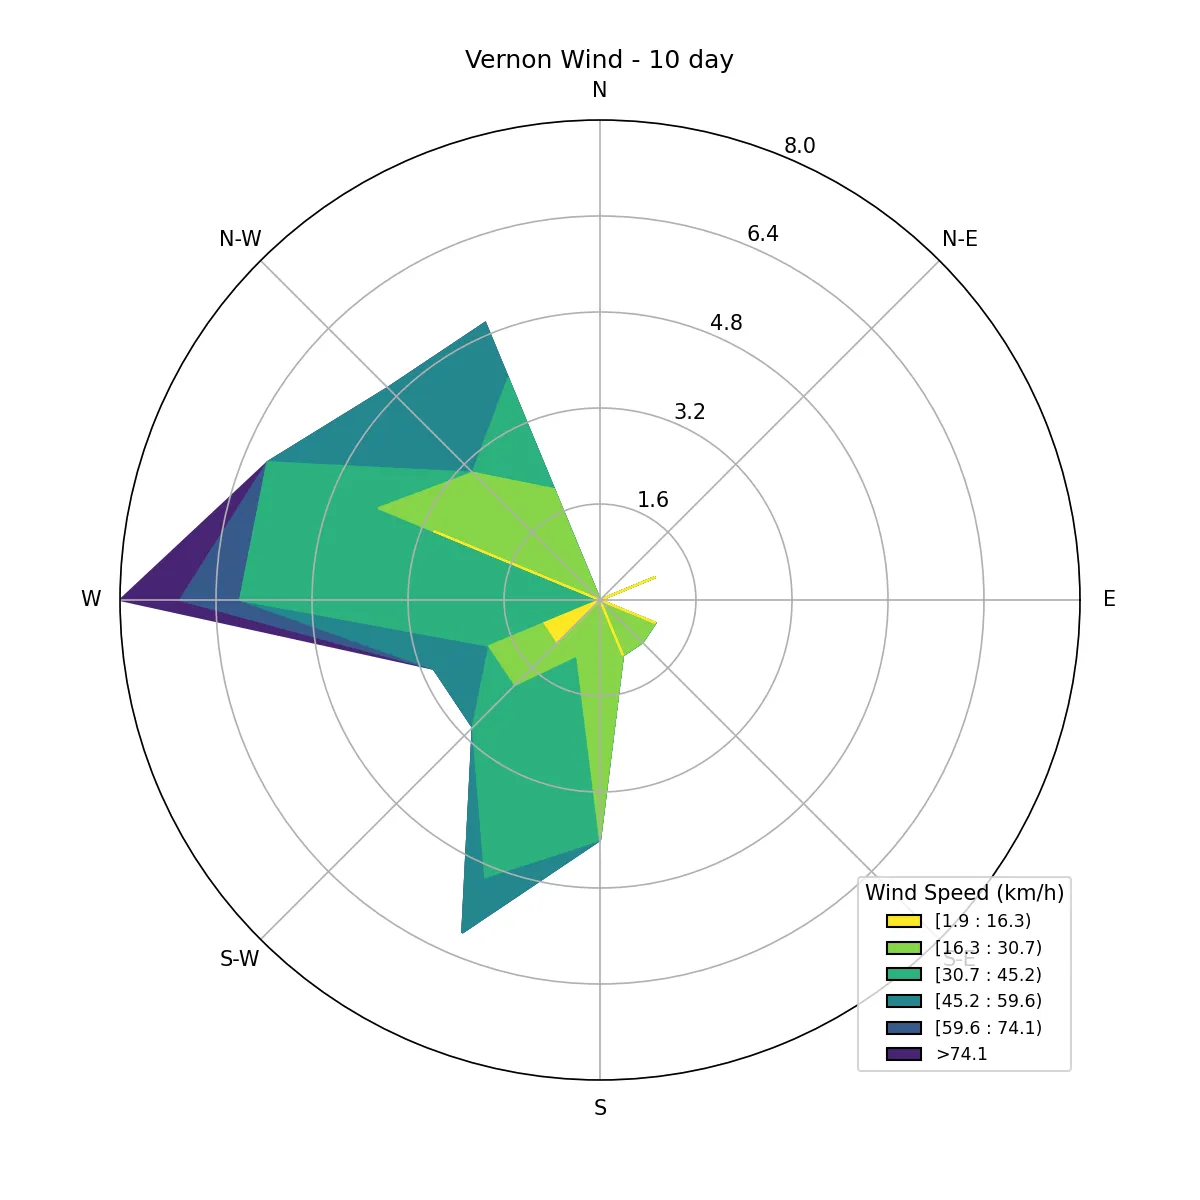 Vernon Wind - 10 day
N
8.0
N-W
N-E
6.4
4.8
3.2
1.6
W
E
S-W
S-E
S
Wind Speed (km/h)
[1.9 : 16.3)
[16.3 : 30.7)
[30.7 : 45.2)
[45.2 : 59.6)
[59.6 : 74.1)
>74.1